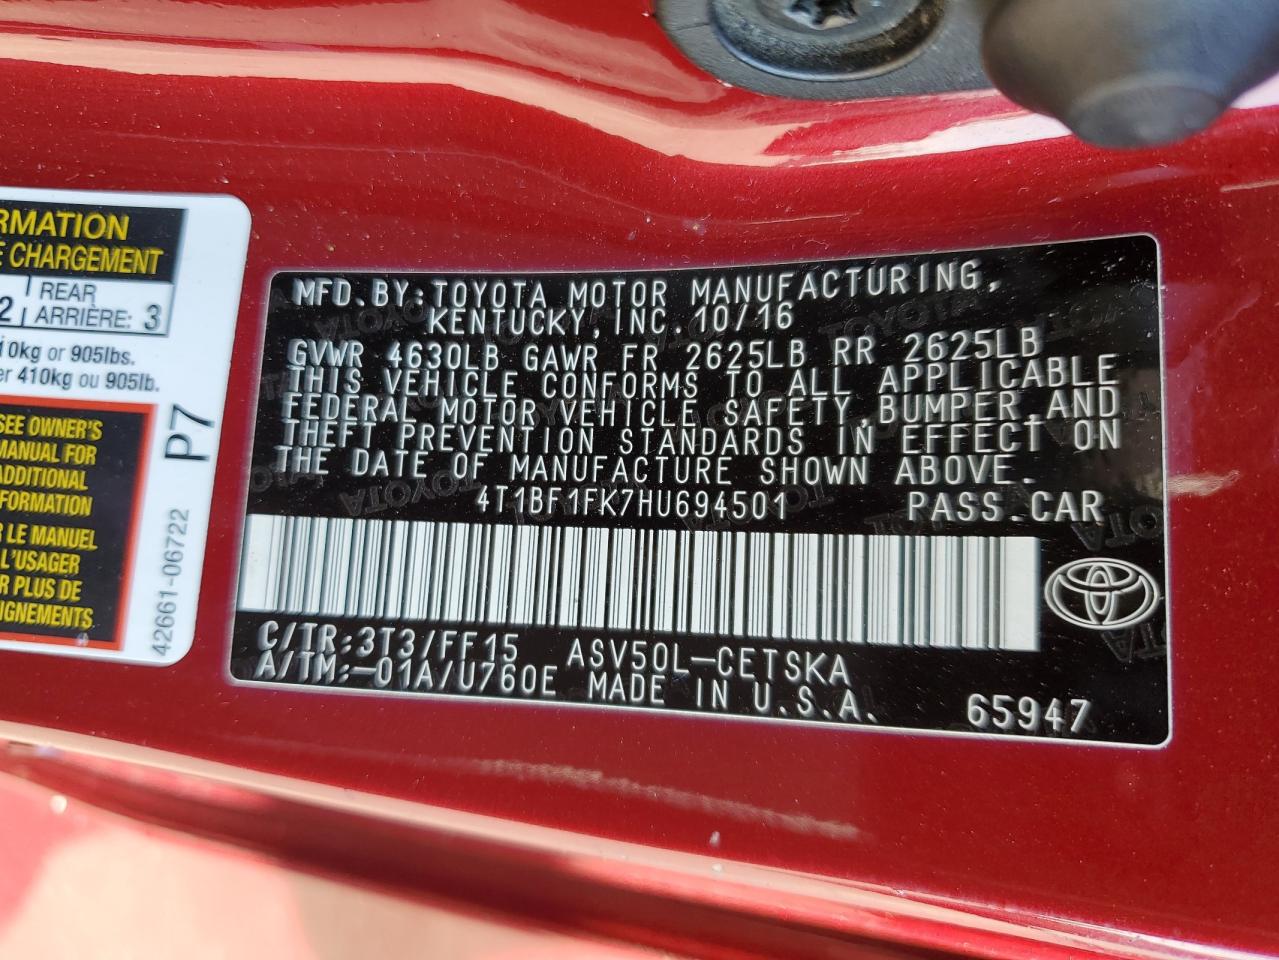 RMATION
E CHARGEMENT
2 REAR
ARRIÈRE: 3
10kg or 905lbs.
er 410kg ou 905lb.
SEE OWNER'S
MANUAL FOR
ADDITIONAL
FORMATION
R LE MANUEL
L'USAGER
R PLUS DE
IGNEMENTS
P7
42661-06722
MFD.BY:TOYOTA MOTOR MANUFACTURING,
KENTUCKY,INC.10/16
GVWR 4630LB GAWR FR 2625LB RR 2625LB
THIS VEHICLE CONFORMS TO ALL APPLICABLE
FEDERAL MOTOR VEHICLE SAFETY,BUMPER,AND
THEFT PREVENTION STANDARDS IN EFFECT ON
THE DATE OF MANUFACTURE SHOWN ABOVE.
4T1BF1FK7HU694501 PASS.CAR
C/TR:3T3/FF15 ASV50L-CETSKA
A/TM:-01A/U760E MADE IN U.S.A.
65947